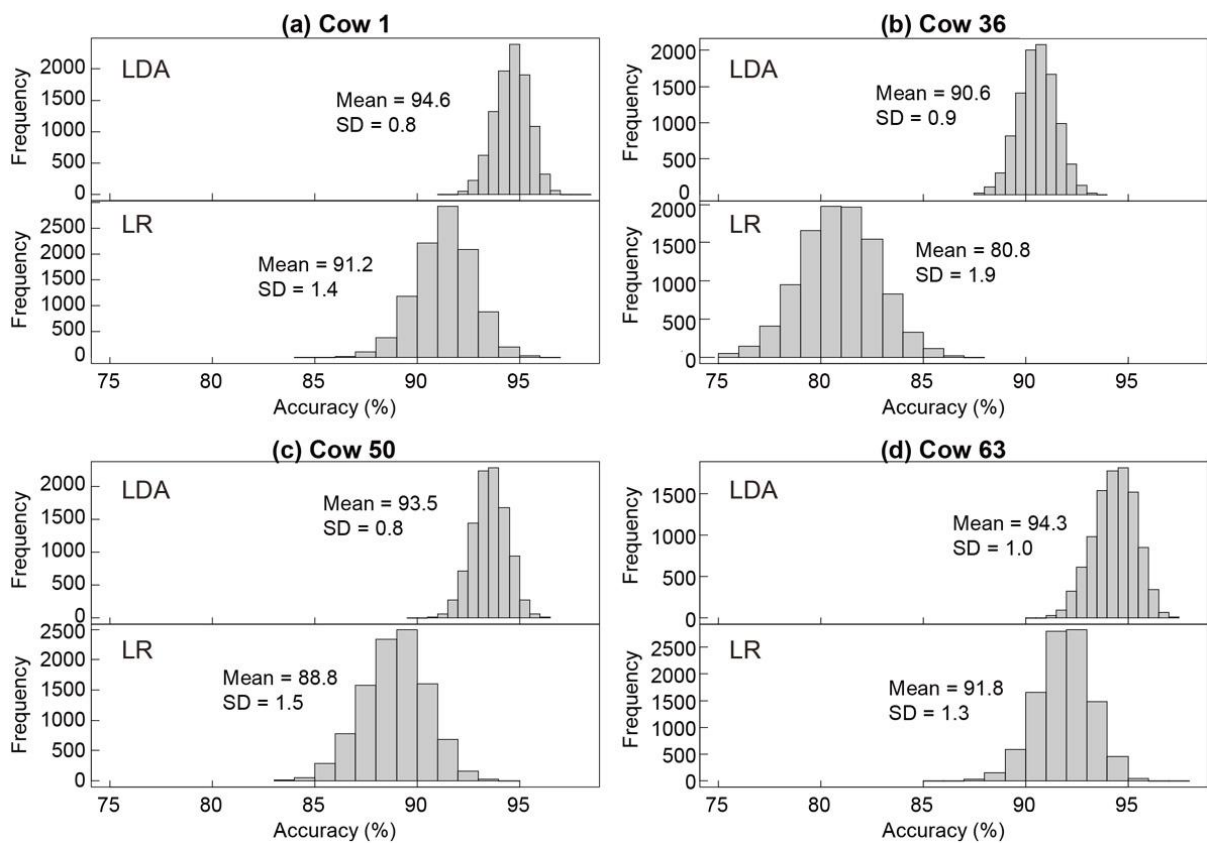 (a) Cow 1
LDA
Mean = 94.6
SD = 0.8
Frequency
2000
1500
1000
500
0
LR
Mean = 91.2
SD = 1.4
Frequency
2500
2000
1500
1000
500
0
75 80 85 90 95
Accuracy (%)
(b) Cow 36
LDA
Mean = 90.6
SD = 0.9
Frequency
2000
1500
1000
500
0
LR
Mean = 80.8
SD = 1.9
Frequency
2000
1500
1000
500
0
75 80 85 90 95
Accuracy (%)
(c) Cow 50
LDA
Mean = 93.5
SD = 0.8
Frequency
2000
1500
1000
500
0
LR
Mean = 88.8
SD = 1.5
Frequency
2500
2000
1500
1000
500
0
75 80 85 90 95
Accuracy (%)
(d) Cow 63
LDA
Mean = 94.3
SD = 1.0
Frequency
1500
1000
500
0
LR
Mean = 91.8
SD = 1.3
Frequency
2500
2000
1500
1000
500
0
75 80 85 90 95
Accuracy (%)